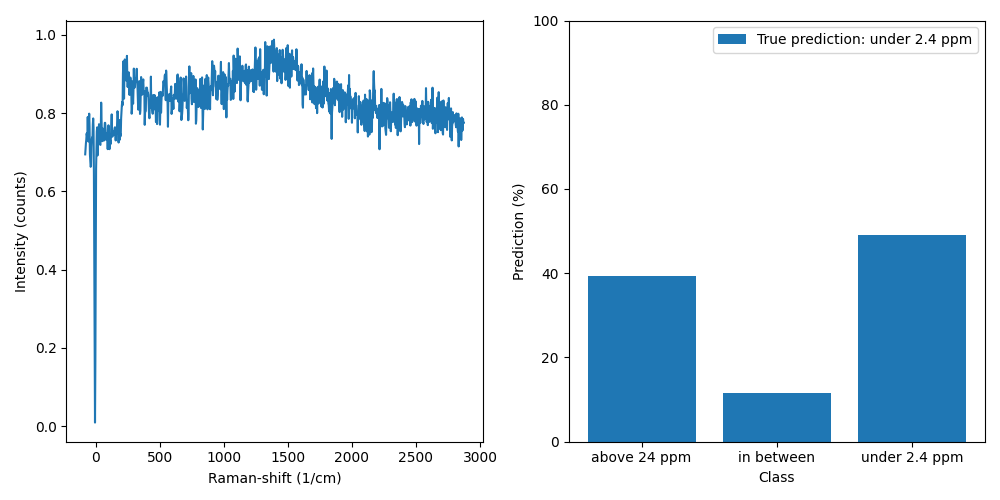 1.0
0.8
0.6
0.4
0.2
0.0
Intensity (counts)
0
500
1000
1500
2000
2500
3000
Raman-shift (1/cm)
100
80
60
40
20
0
Prediction (%)
True prediction: under 2.4 ppm
above 24 ppm
in between
under 2.4 ppm
Class